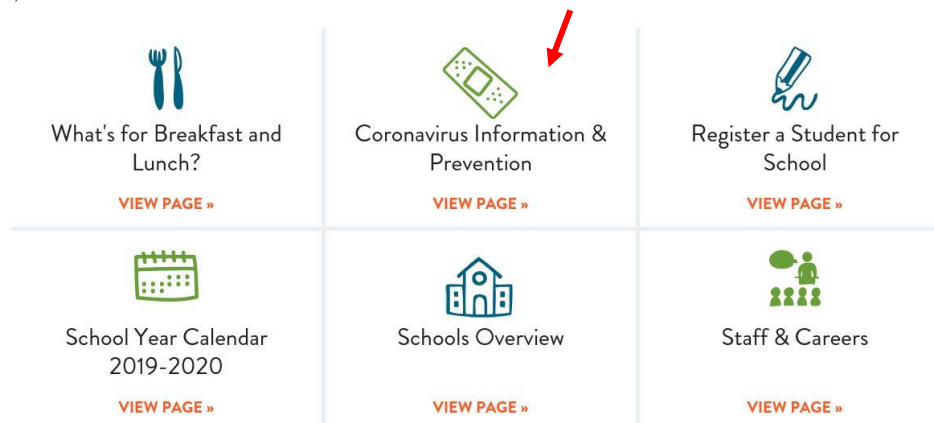 What's for Breakfast and
Lunch?
VIEW PAGE »
Coronavirus Information &
Prevention
VIEW PAGE »
Register a Student for
School
VIEW PAGE »
School Year Calendar
2019-2020
VIEW PAGE »
Schools Overview
VIEW PAGE »
Staff & Careers
VIEW PAGE »